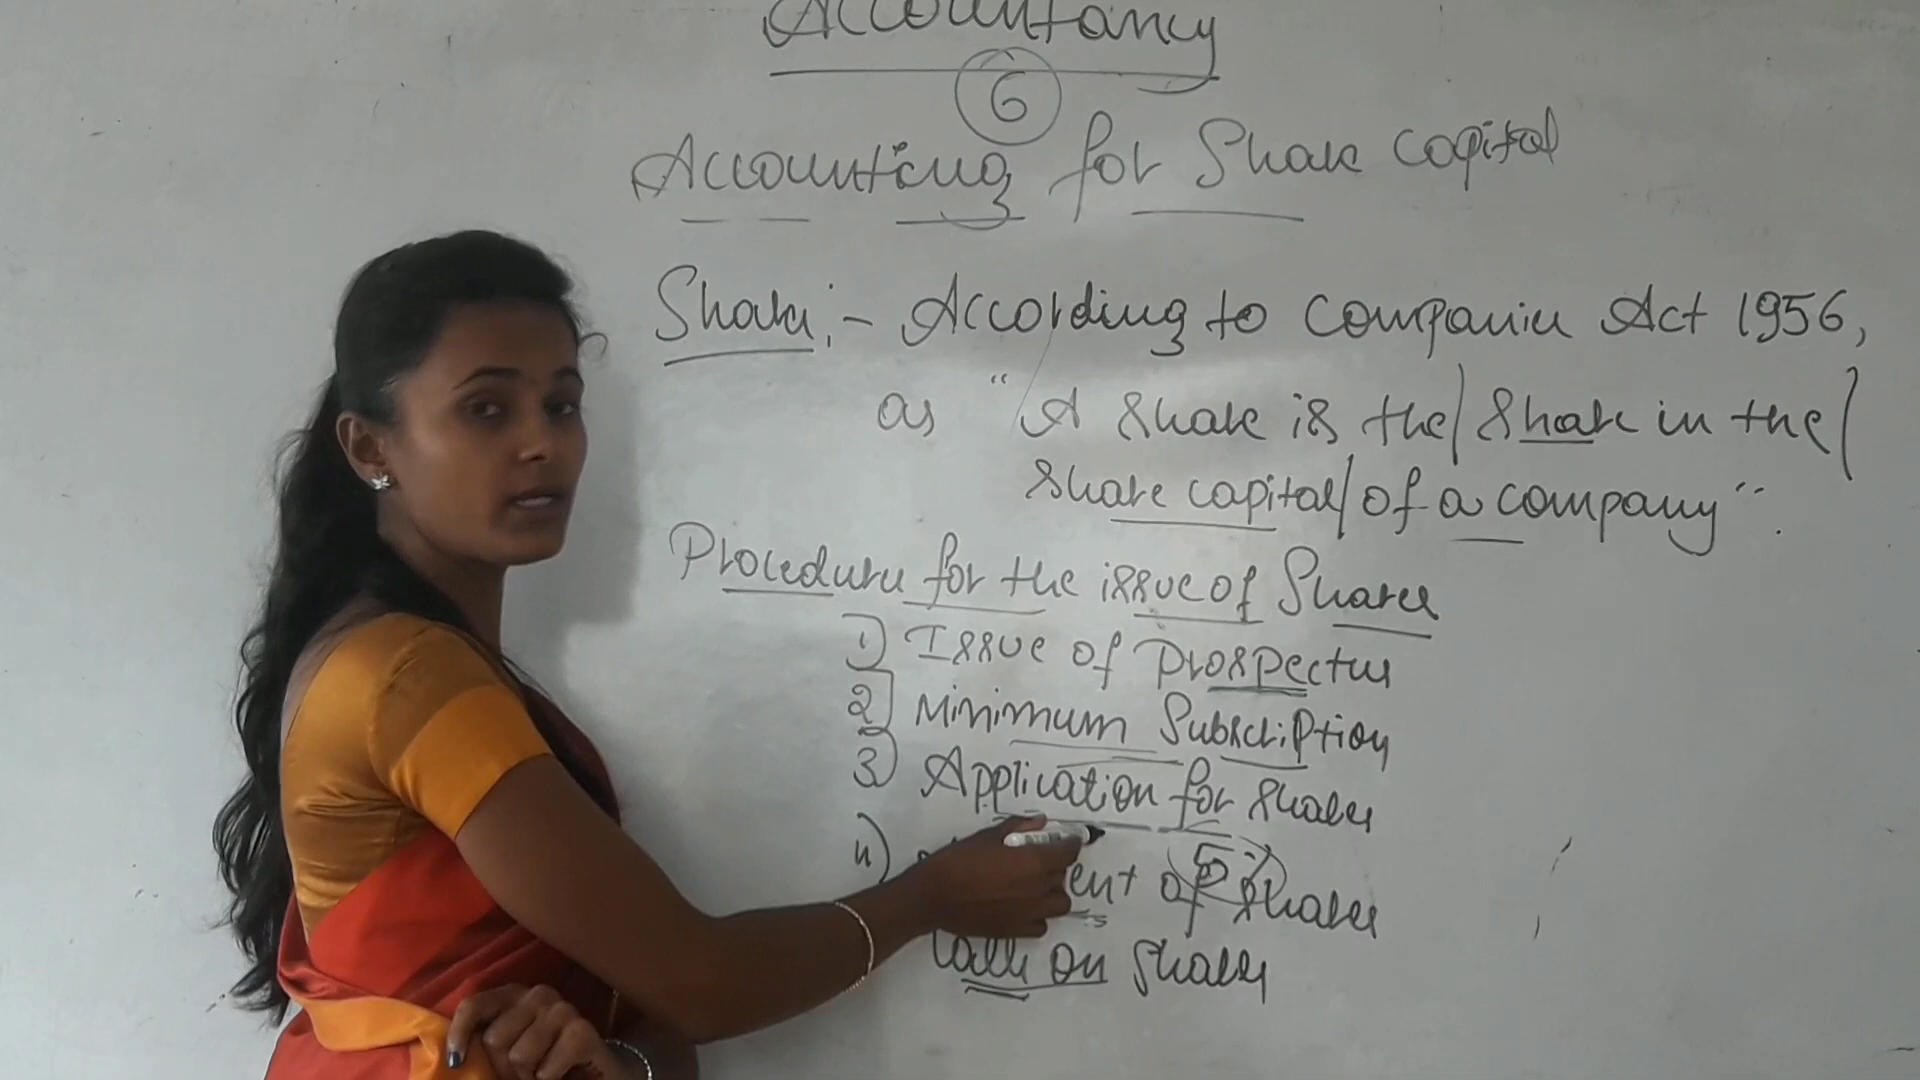 Accountancy
6
Accounting for Share Capital
Share :- According to Companies Act 1956,
as "A share is the share in the
share capital of a company".
Procedure for the issue of Shares
1) Issue of Prospectus
2) Minimum Subscription
3) Application for shares
4) ent of shares
Calls on Shares